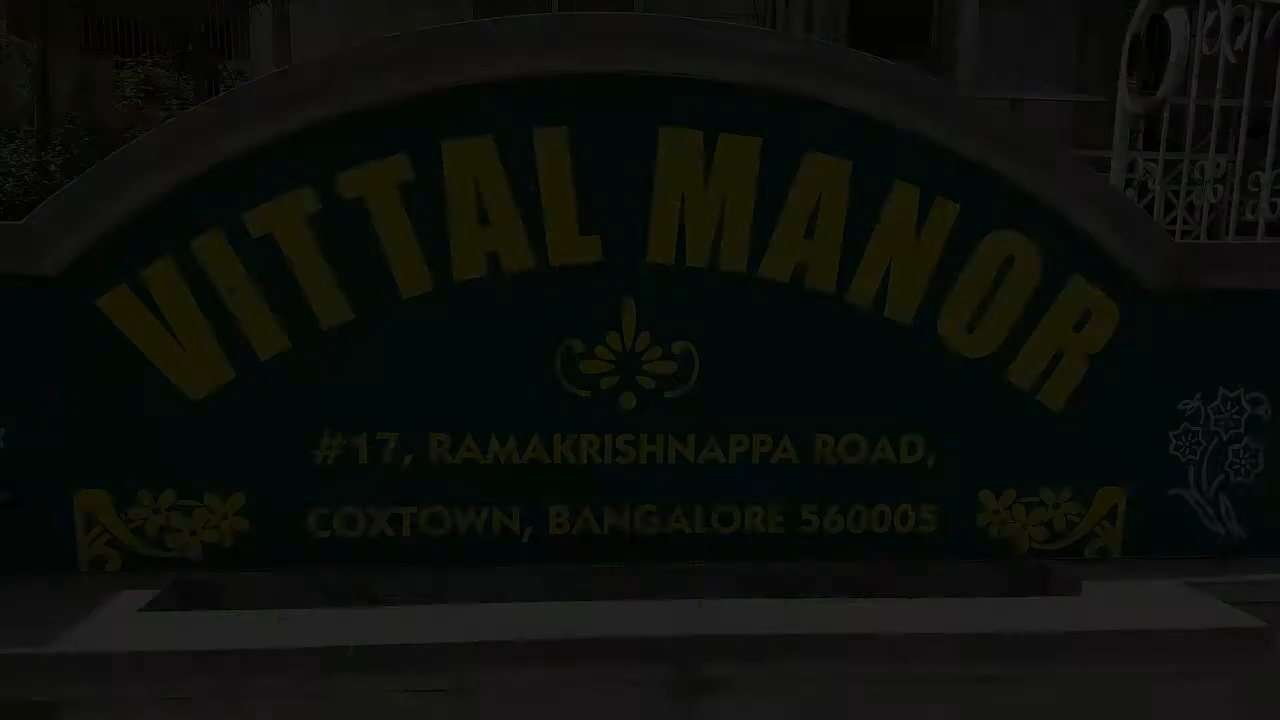 VITTAL MANOR
#17, RAMAKRISHNAPPA ROAD,
COXTOWN, BANGALORE 560005